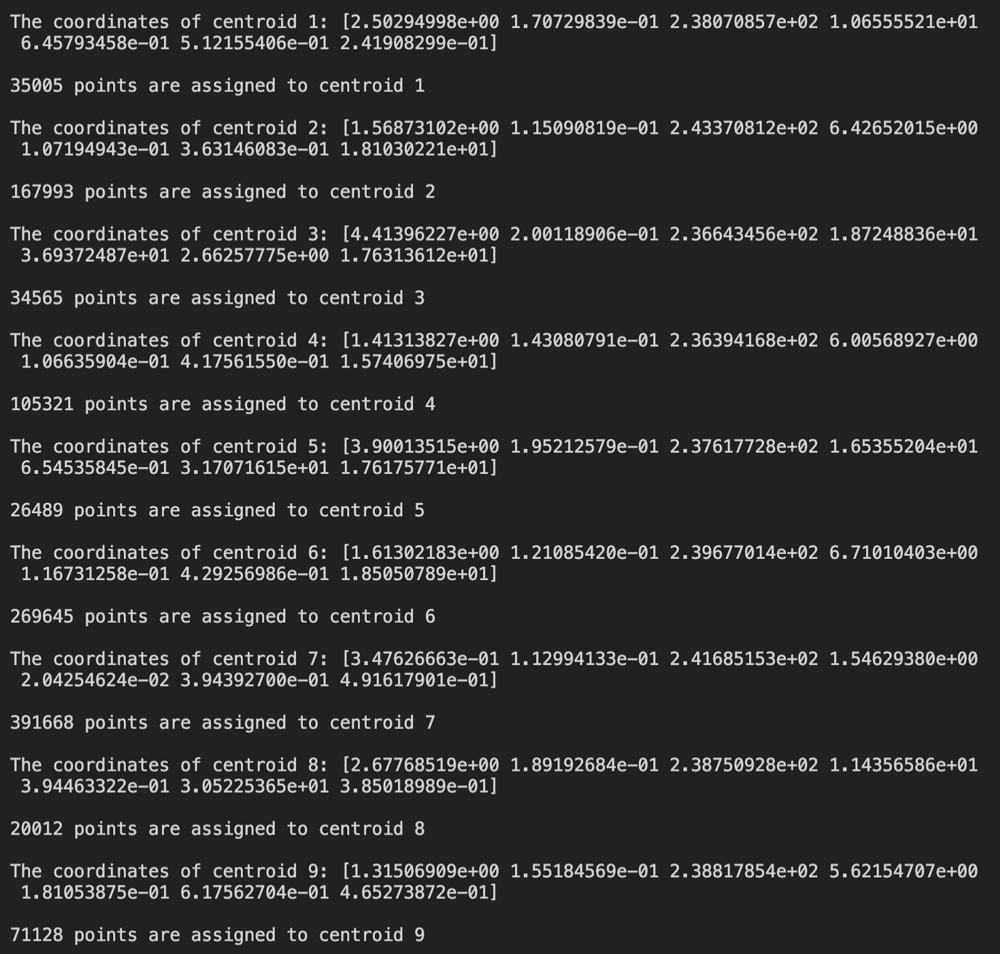 The coordinates of centroid 1: [2.50294998e+00 1.70729839e-01 2.38070857e+02 1.06555521e+01
6.45793458e-01 5.12155406e-01 2.41908299e-01]
35005 points are assigned to centroid 1
The coordinates of centroid 2: [1.56873102e+00 1.15090819e-01 2.43370812e+02 6.42652015e+00
1.07194943e-01 3.63146083e-01 1.81030221e+01]
167993 points are assigned to centroid 2
The coordinates of centroid 3: [4.41396227e+00 2.00118906e-01 2.36643456e+02 1.87248836e+01
3.69372487e+01 2.66257775e+00 1.76313612e+01]
34565 points are assigned to centroid 3
The coordinates of centroid 4: [1.41313827e+00 1.43080791e-01 2.36394168e+02 6.00568927e+00
1.06635904e-01 4.17561550e-01 1.57406975e+01]
105321 points are assigned to centroid 4
The coordinates of centroid 5: [3.90013515e+00 1.95212579e-01 2.37617728e+02 1.65355204e+01
6.54535845e-01 3.17071615e+01 1.76175771e+01]
26489 points are assigned to centroid 5
The coordinates of centroid 6: [1.61302183e+00 1.21085420e-01 2.39677014e+02 6.71010403e+00
1.16731258e-01 4.29256986e-01 1.85050789e+01]
269645 points are assigned to centroid 6
The coordinates of centroid 7: [3.47626663e-01 1.12994133e-01 2.41685153e+02 1.54629380e+00
2.04254624e-02 3.94392700e-01 4.91617901e-01]
391668 points are assigned to centroid 7
The coordinates of centroid 8: [2.67768519e+00 1.89192684e-01 2.38750928e+02 1.14356586e+01
3.94463322e-01 3.05225365e+01 3.85018989e-01]
20012 points are assigned to centroid 8
The coordinates of centroid 9: [1.31506909e+00 1.55184569e-01 2.38817854e+02 5.62154707e+00
1.81053875e-01 6.17562704e-01 4.65273872e-01]
71128 points are assigned to centroid 9